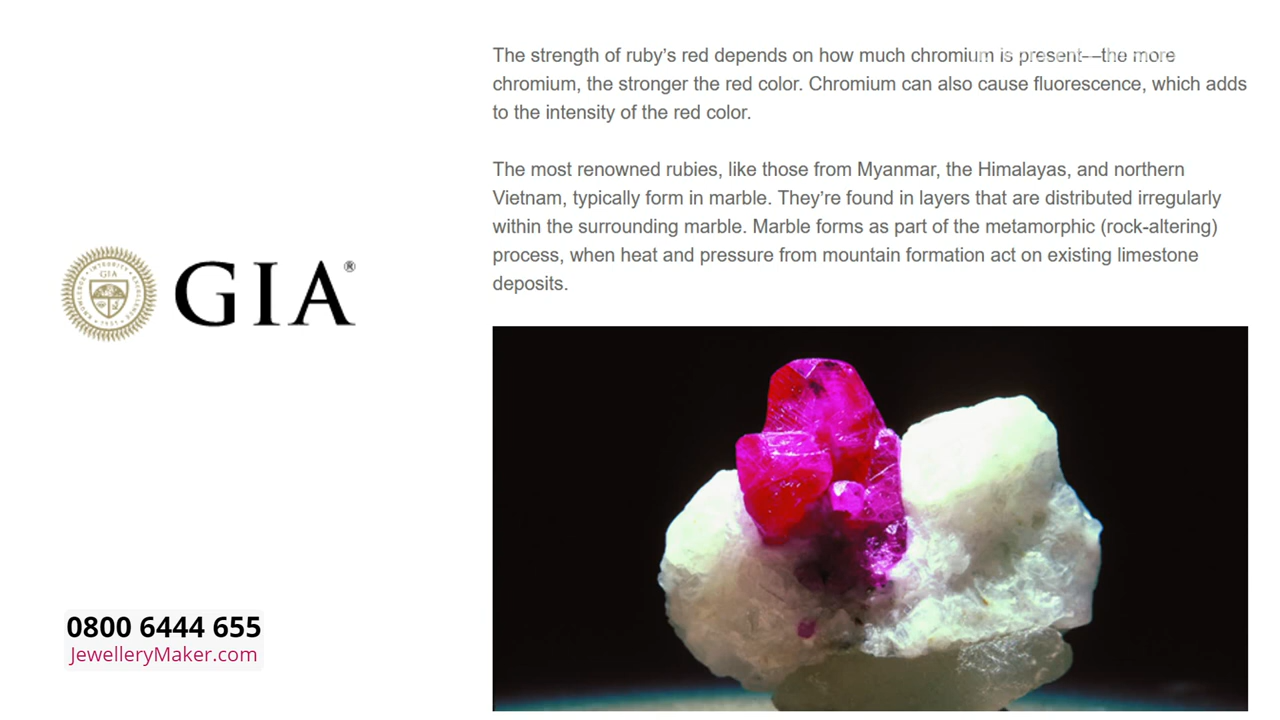 The strength of ruby’s red depends on how much chromium is present—the more
chromium, the stronger the red color. Chromium can also cause fluorescence, which adds
to the intensity of the red color.
The most renowned rubies, like those from Myanmar, the Himalayas, and northern
Vietnam, typically form in marble. They’re found in layers that are distributed irregularly
within the surrounding marble. Marble forms as part of the metamorphic (rock-altering)
process, when heat and pressure from mountain formation act on existing limestone
deposits.
GIA
GIA®
1931
0800 6444 655
JewelleryMaker.com